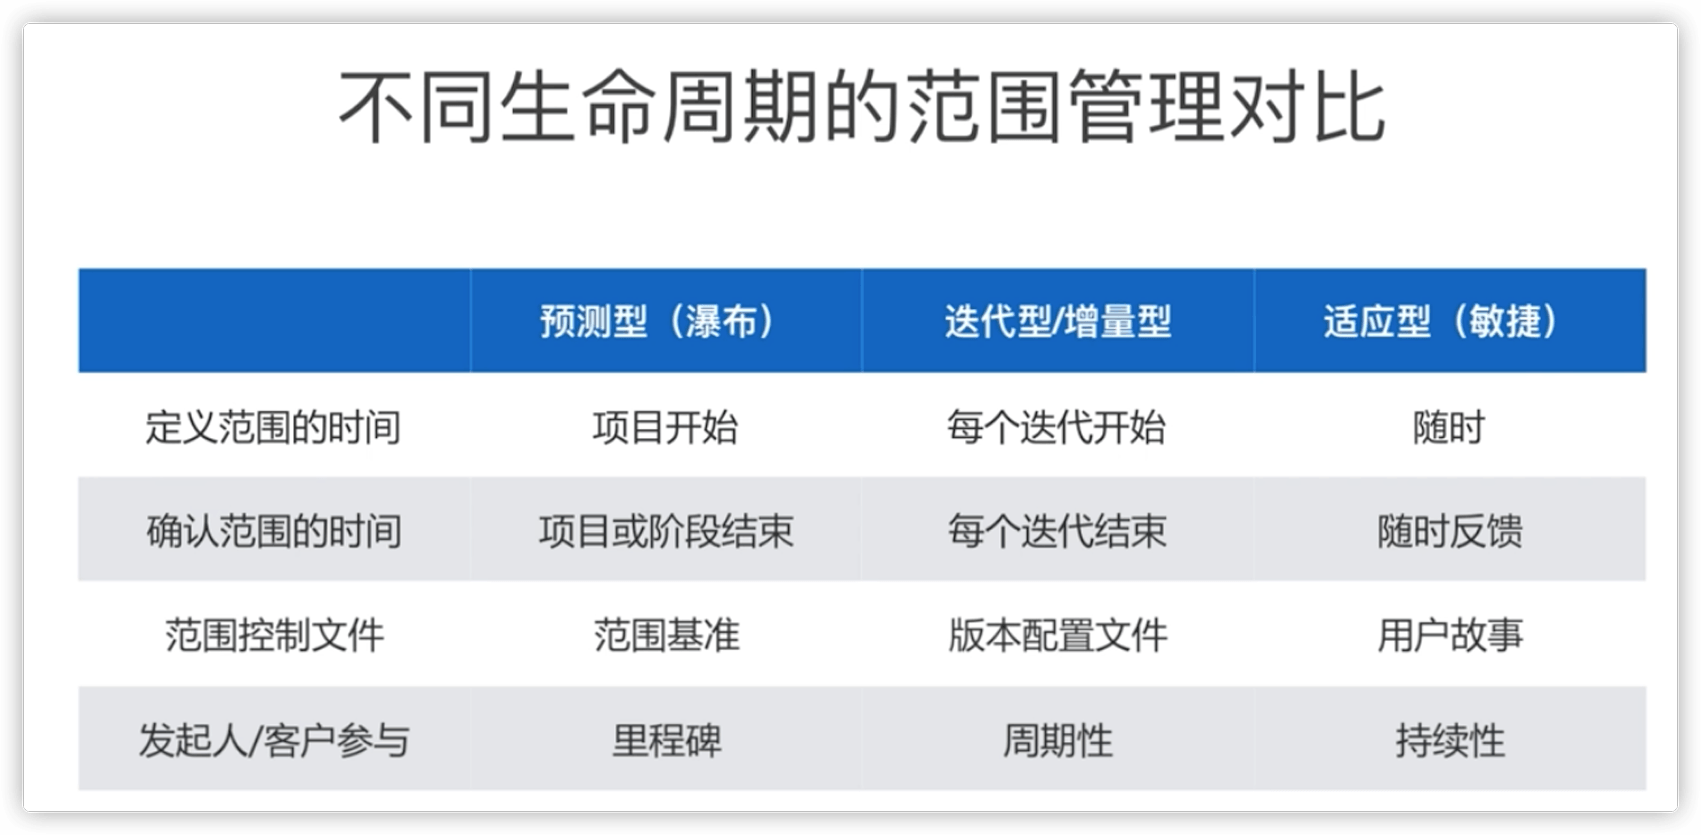 不同生命周期的范围管理对比
预测型（瀑布） 迭代型/增量型 适应型（敏捷）
定义范围的时间 项目开始 每个迭代开始 随时
确认范围的时间 项目或阶段结束 每个迭代结束 随时反馈
范围控制文件 范围基准 版本配置文件 用户故事
发起人/客户参与 里程碑 周期性 持续性